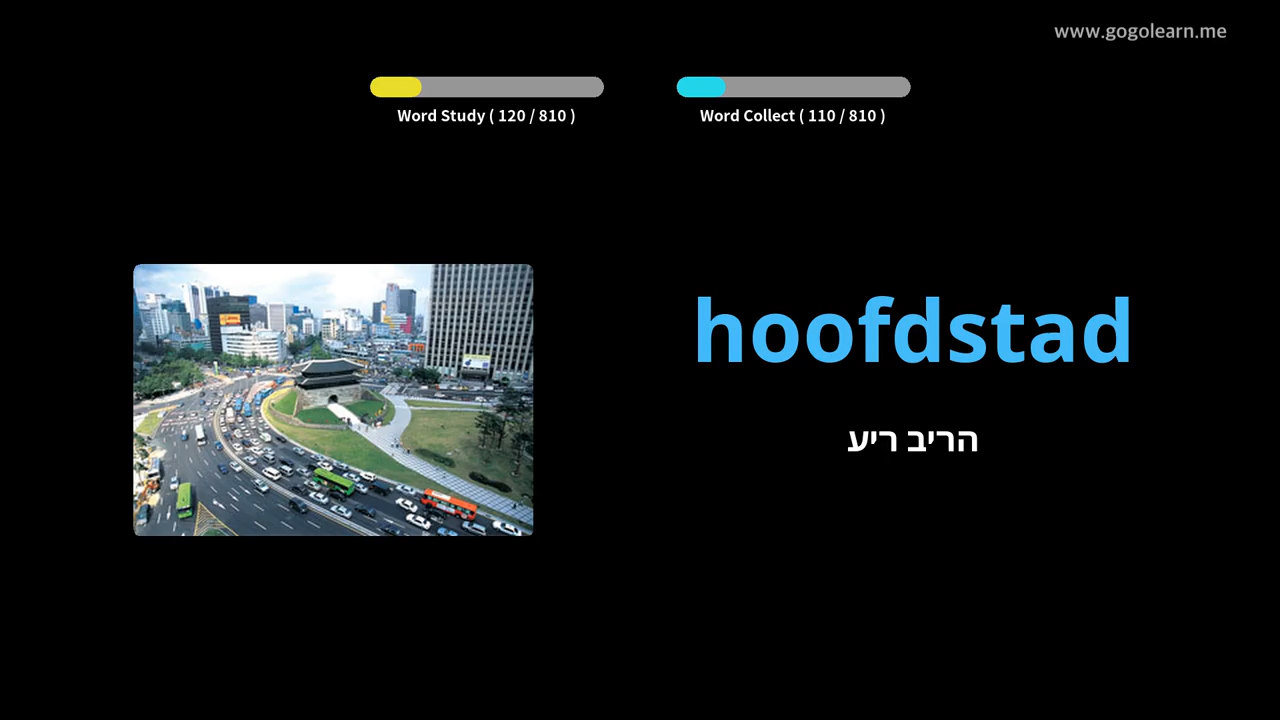 www.gogolearn.me
Word Study ( 120 / 810 )
Word Collect ( 110 / 810 )
hoofdstad
הריב ריע